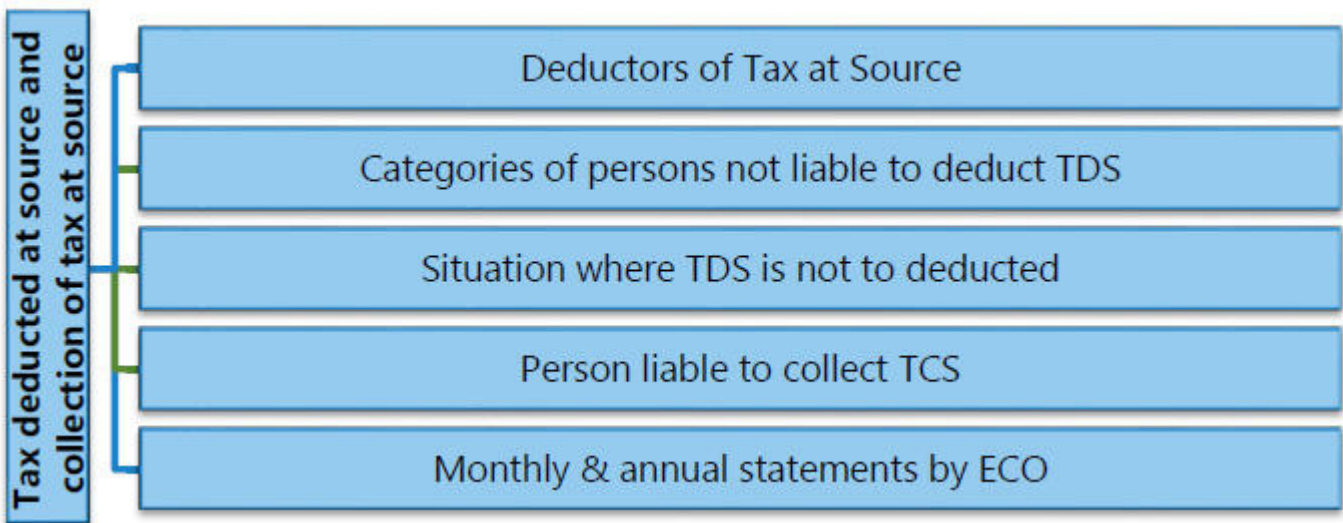 Tax deducted at source and
collection of tax at source
Deductors of Tax at Source
Categories of persons not liable to deduct TDS
Situation where TDS is not to deducted
Person liable to collect TCS
Monthly & annual statements by ECO